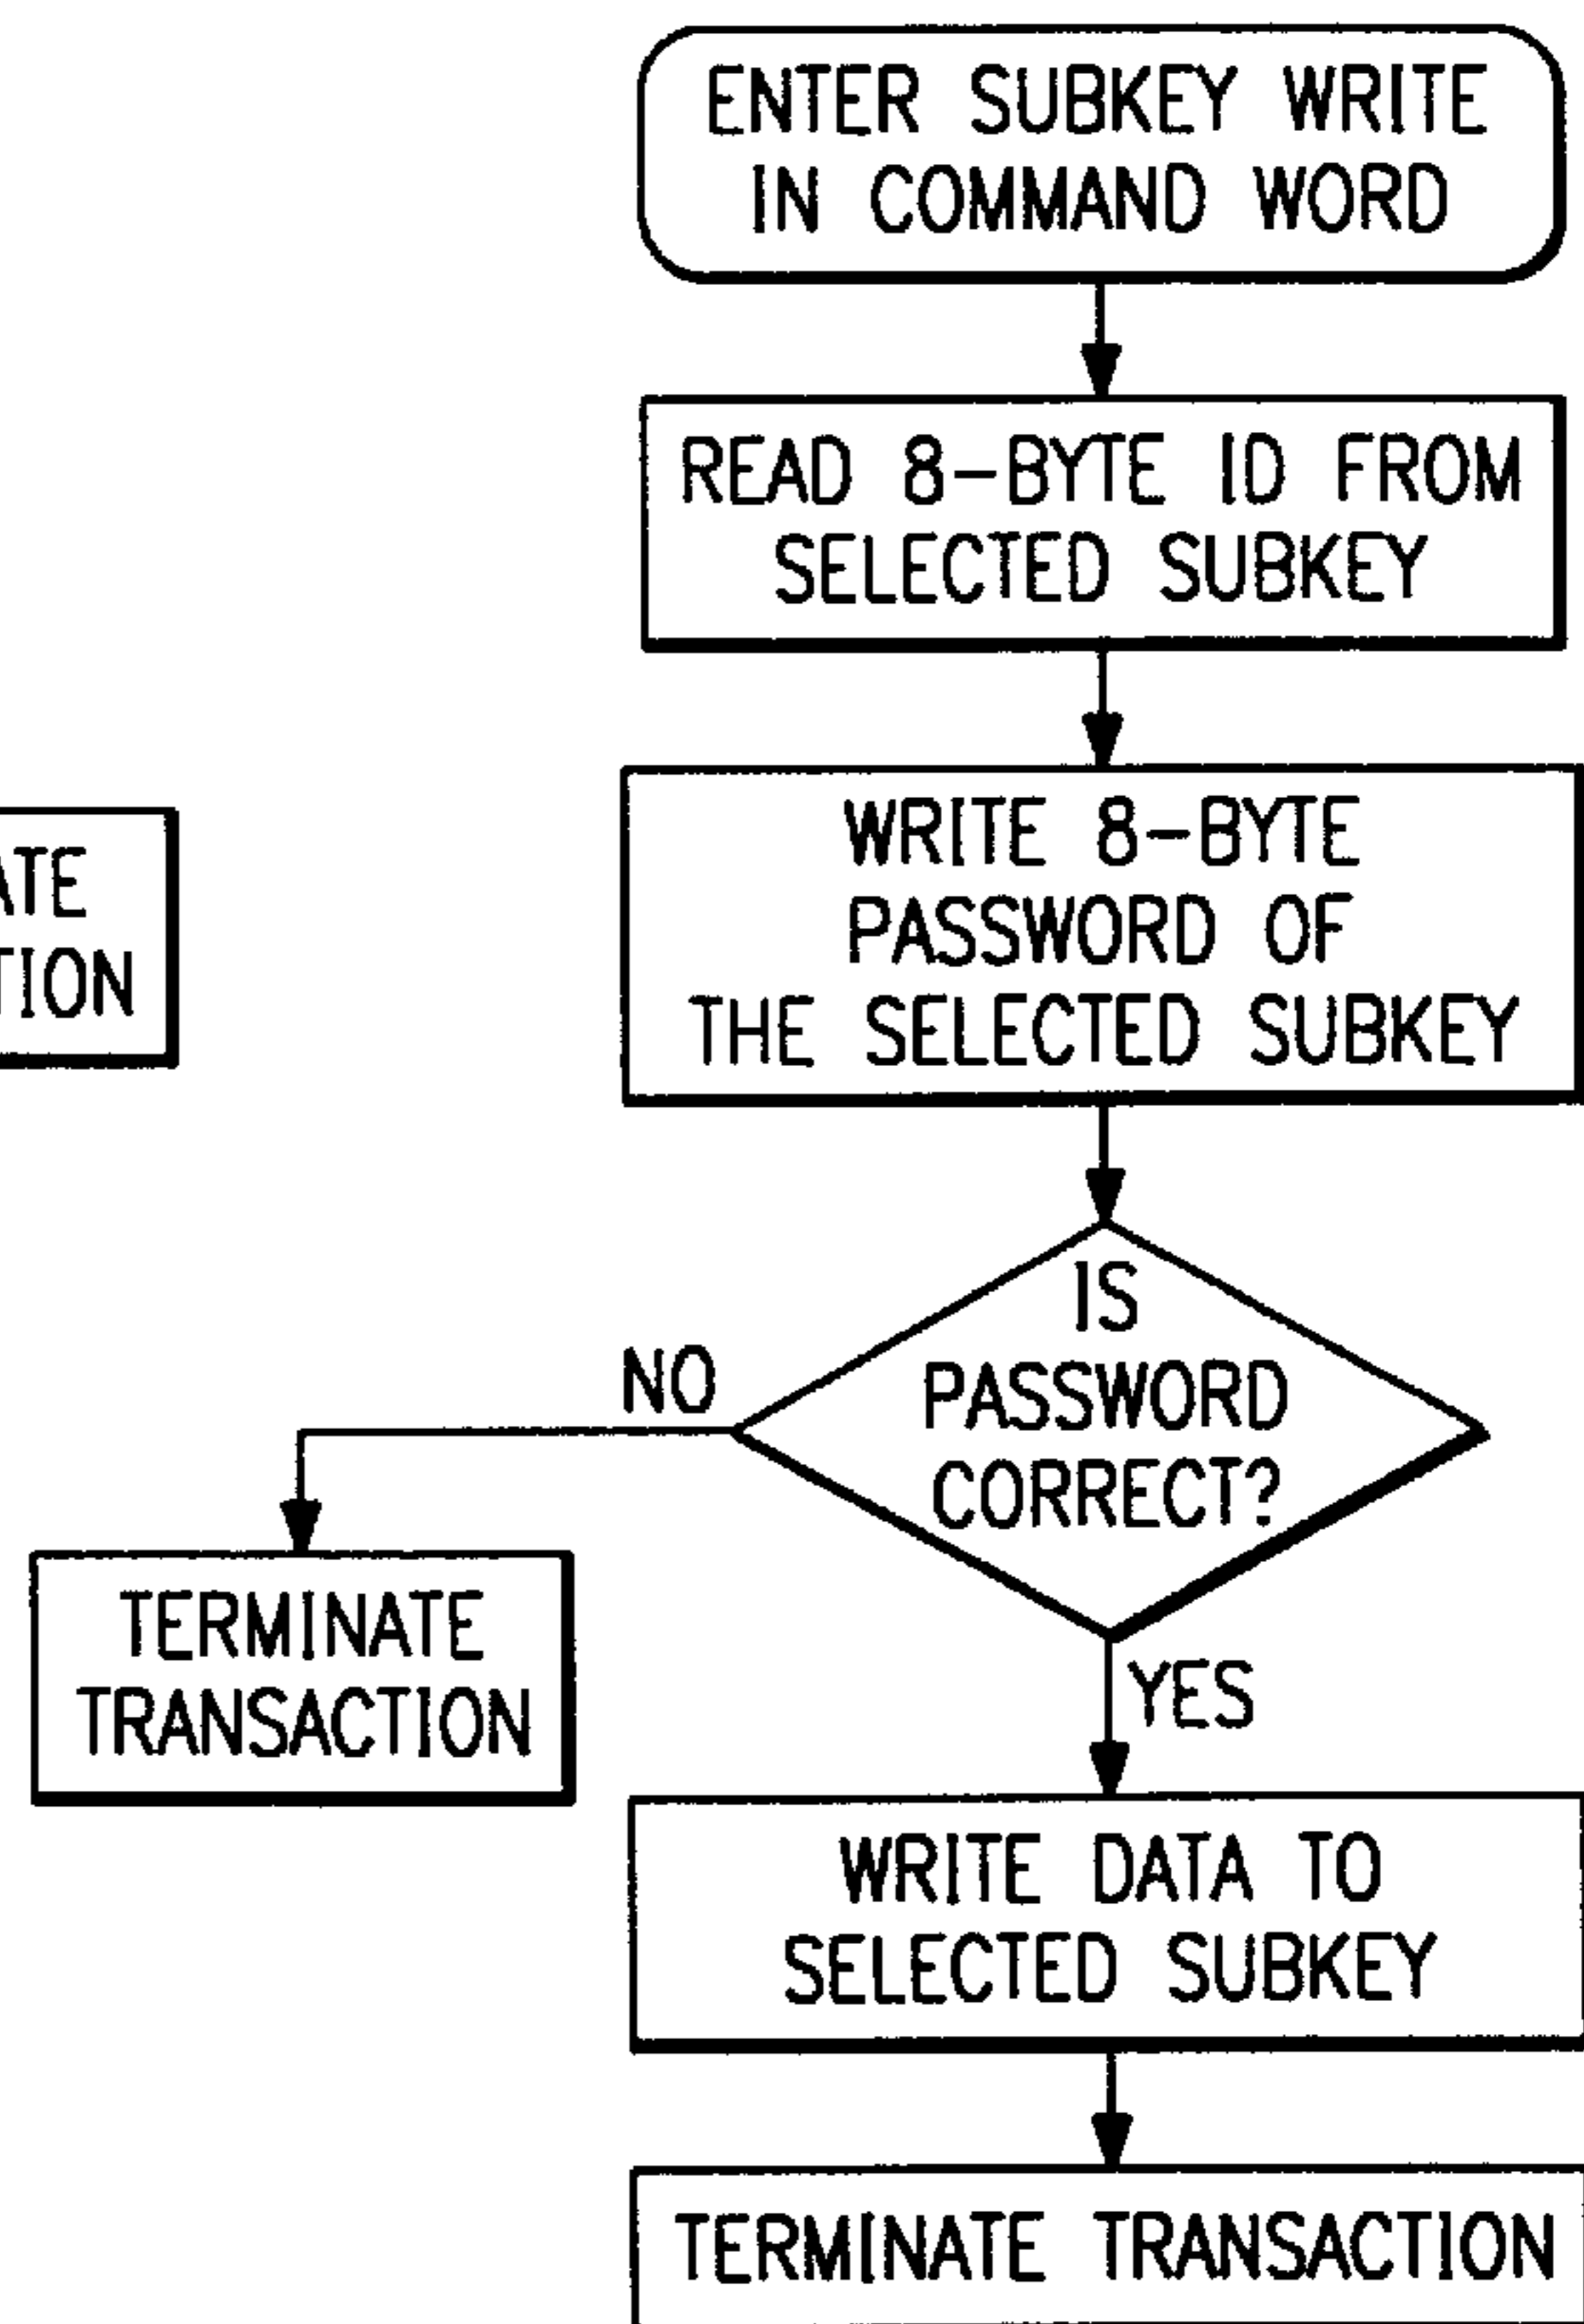 ENTER SUBKEY WRITE
IN COMMAND WORD
READ 8-BYTE ID FROM
SELECTED SUBKEY
WRITE 8-BYTE
PASSWORD OF
THE SELECTED SUBKEY
IS
PASSWORD
CORRECT?
NO
TERMINATE
TRANSACTION
YES
WRITE DATA TO
SELECTED SUBKEY
TERMINATE TRANSACTION